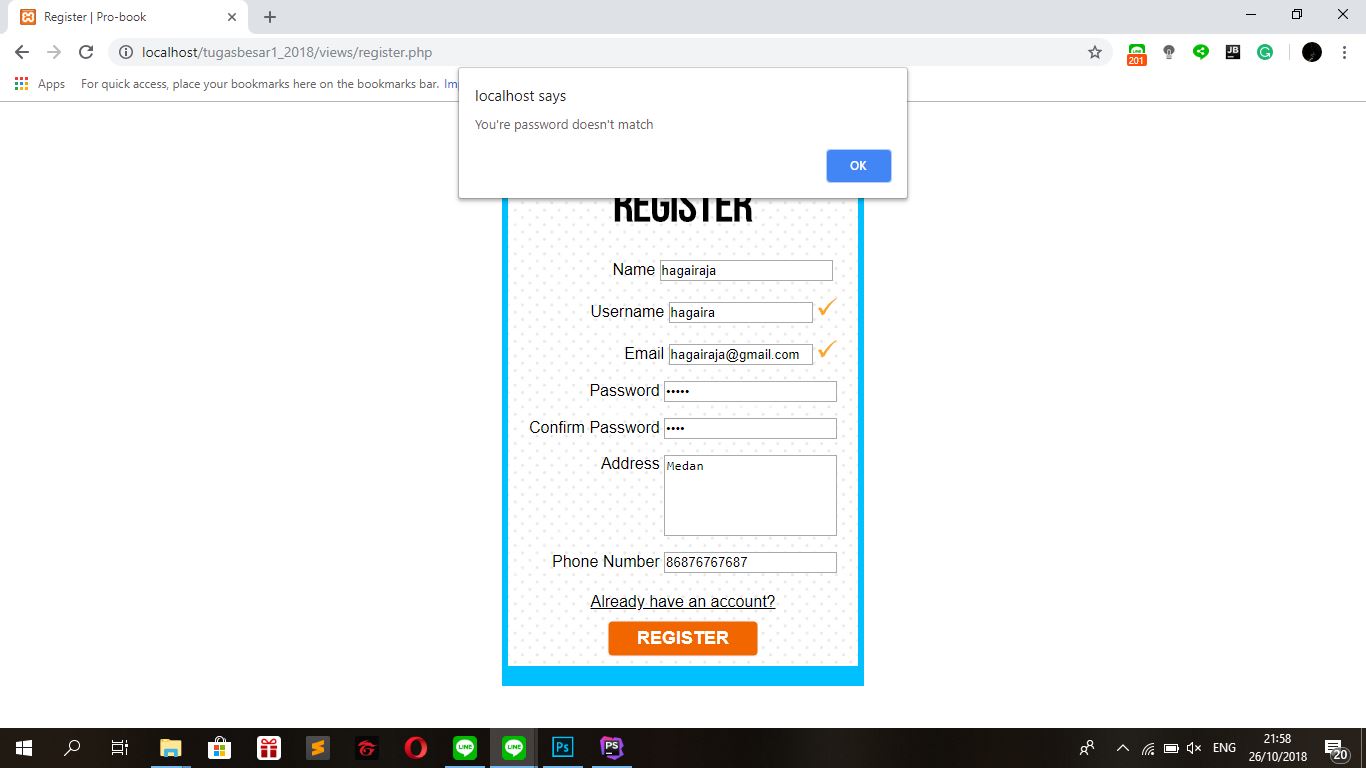 Register | Pro-book
localhost/tugasbesar1_2018/views/register.php
201
JB
Apps For quick access, place your bookmarks here on the bookmarks bar. Im
localhost says
You're password doesn't match
OK
REGISTER
Name hagairaja
Username hagaira
Email hagairaja@gmail.com
Password •••••
Confirm Password ••••
Address Medan
Phone Number 86876767687
Already have an account?
REGISTER
LINE
LINE
Ps
PS
ENG
21:58
26/10/2018
20